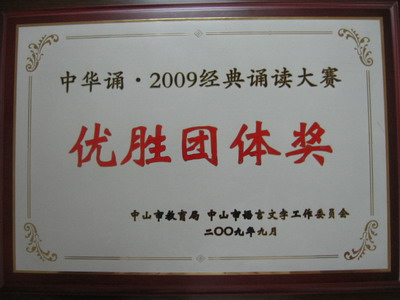 中华诵·2009经典诵读大赛
优胜团体奖
中山市教育局 中山市语言文字工作委员会
二〇〇九年九月